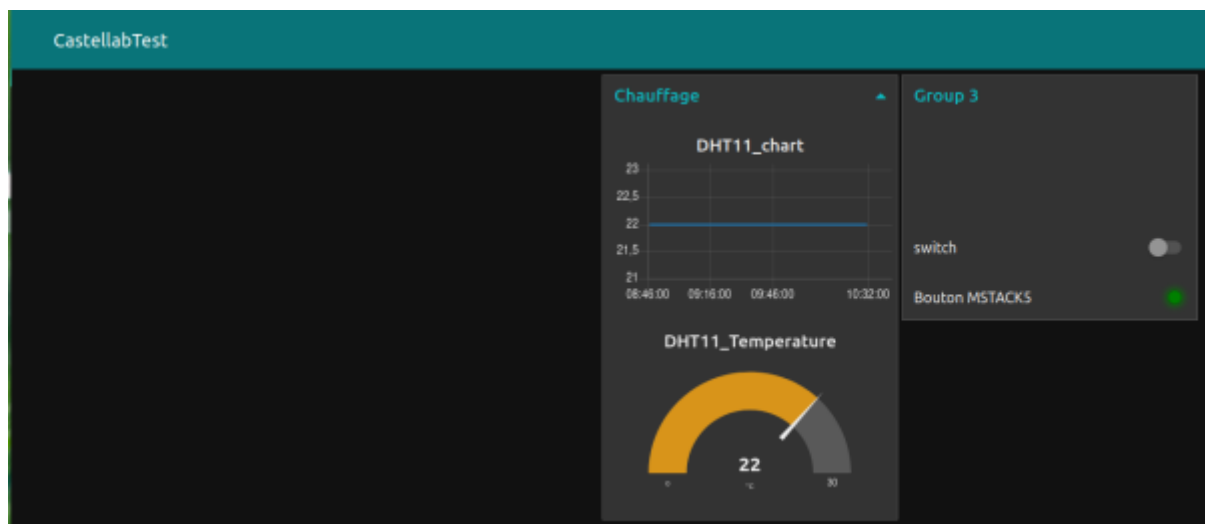 CastellabTest
Chauffage
DHT11_chart
23
22,5
22
21,5
21
08:46:00 09:16:00 09:46:00 10:32:00
DHT11_Temperature
22
0 °C 30
Group 3
switch
Bouton MSTACK5